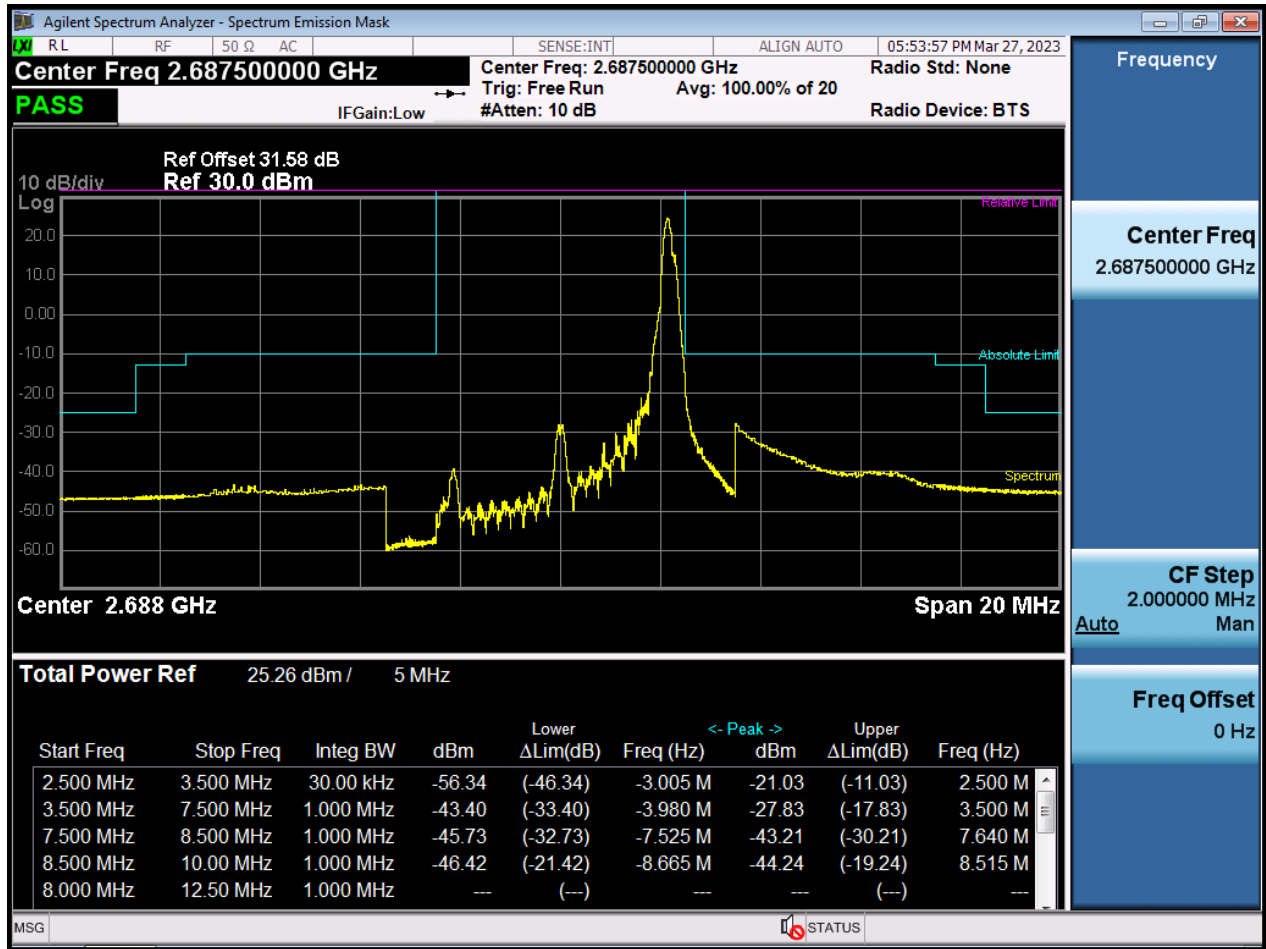 Agilent Spectrum Analyzer - Spectrum Emission Mask
LXI RL RF 50 Ω AC SENSE:INT ALIGN AUTO 05:53:57 PM Mar 27, 2023
Center Freq 2.687500000 GHz
PASS
IFGain:Low
Center Freq: 2.687500000 GHz
Trig: Free Run Avg: 100.00% of 20
#Atten: 10 dB
Radio Std: None
Radio Device: BTS
Ref Offset 31.58 dB
10 dB/div Ref 30.0 dBm
Log
Relative Limit
20.0
10.0
0.00
-10.0
Absolute Limit
-20.0
-30.0
-40.0
Spectrum
-50.0
-60.0
Center 2.688 GHz Span 20 MHz
Total Power Ref 25.26 dBm / 5 MHz
Lower <- Peak -> Upper
Start Freq Stop Freq Integ BW dBm ΔLim(dB) Freq (Hz) dBm ΔLim(dB) Freq (Hz)
2.500 MHz 3.500 MHz 30.00 kHz -56.34 (-46.34) -3.005 M -21.03 (-11.03) 2.500 M
3.500 MHz 7.500 MHz 1.000 MHz -43.40 (-33.40) -3.980 M -27.83 (-17.83) 3.500 M
7.500 MHz 8.500 MHz 1.000 MHz -45.73 (-32.73) -7.525 M -43.21 (-30.21) 7.640 M
8.500 MHz 10.00 MHz 1.000 MHz -46.42 (-21.42) -8.665 M -44.24 (-19.24) 8.515 M
8.000 MHz 12.50 MHz 1.000 MHz --- (---) --- --- (---) ---
MSG STATUS
Frequency
Center Freq
2.687500000 GHz
CF Step
2.000000 MHz
Auto Man
Freq Offset
0 Hz